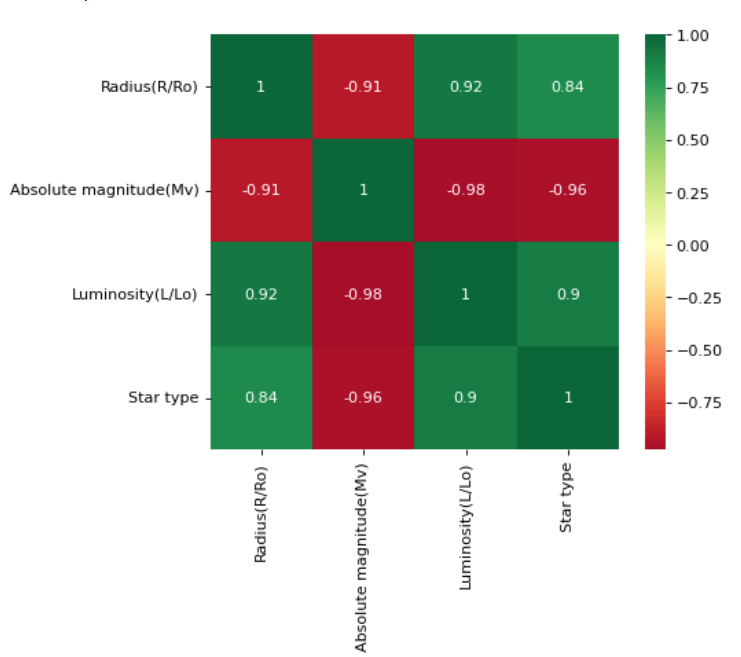 1.00
Radius(R/Ro) 1 -0.91 0.92 0.84
0.75
0.50
Absolute magnitude(Mv) -0.91 1 -0.98 -0.96
0.25
0.00
Luminosity(L/Lo) 0.92 -0.98 1 0.9
−0.25
−0.50
Star type 0.84 -0.96 0.9 1
−0.75
Radius(R/Ro)
Absolute magnitude(Mv)
Luminosity(L/Lo)
Star type